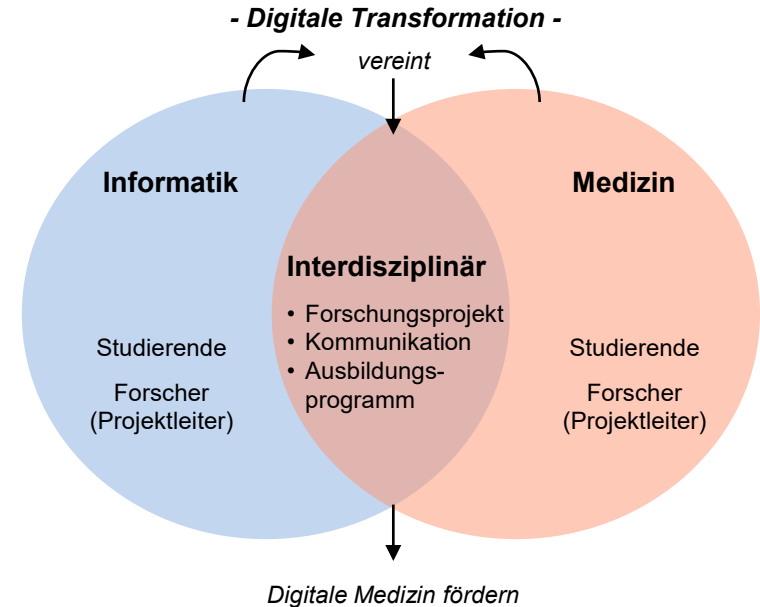 - Digitale Transformation -
vereint
Informatik
Medizin
Interdisziplinär
• Forschungsprojekt
• Kommunikation
• Ausbildungs-
programm
Studierende
Forscher
(Projektleiter)
Studierende
Forscher
(Projektleiter)
Digitale Medizin fördern